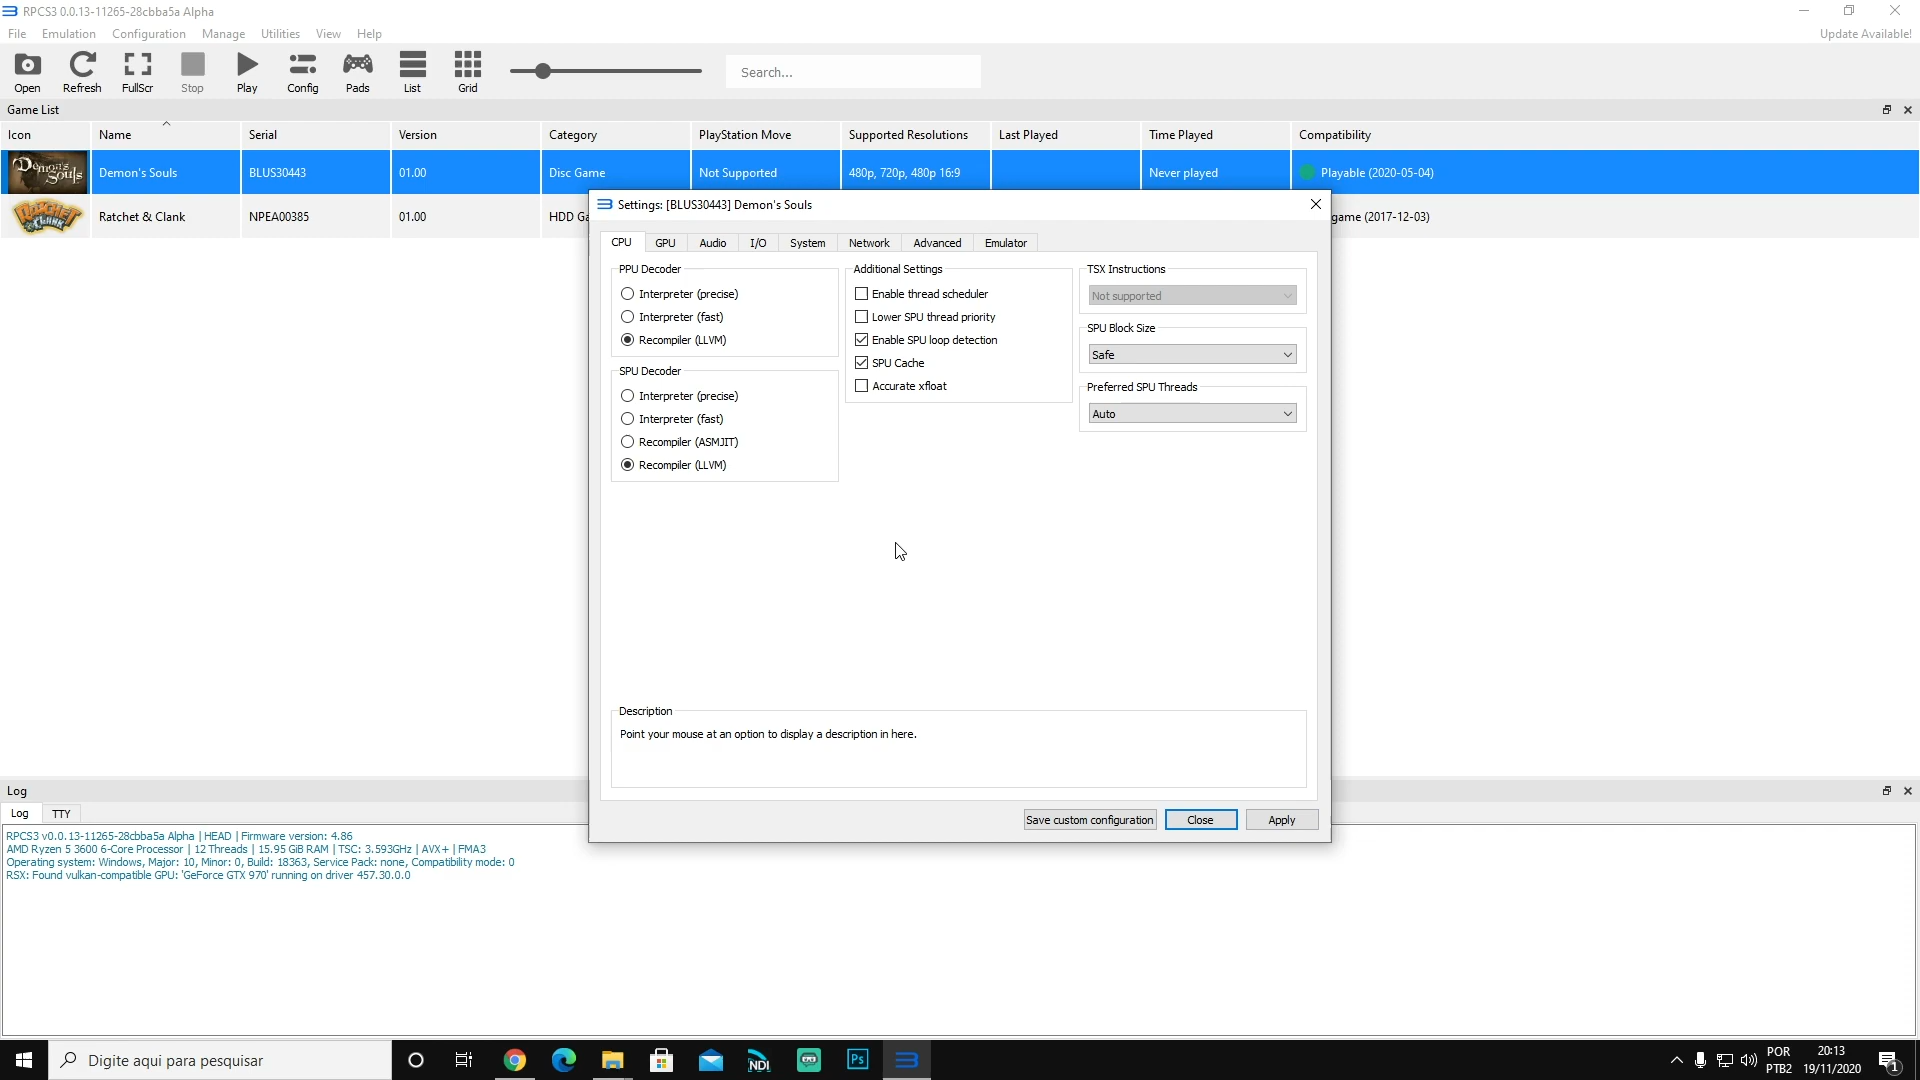 RPCS3 0.0.13-11265-28cbba5a Alpha
File Emulation Configuration Manage Utilities View Help Update Available!
Open Refresh FullScr Stop Play Config Pads List Grid Search...
Game List
Icon Name Serial Version Category PlayStation Move Supported Resolutions Last Played Time Played Compatibility
Demon's Souls Demon's Souls BLUS30443 01.00 Disc Game Not Supported 480p, 720p, 480p 16:9 Never played Playable (2020-05-04)
Ratchet Clank Ratchet & Clank NPEA00385 01.00 HDD Ga game (2017-12-03)
Settings: [BLUS30443] Demon's Souls
CPU GPU Audio I/O System Network Advanced Emulator
PPU Decoder
Interpreter (precise)
Interpreter (fast)
Recompiler (LLVM)
SPU Decoder
Interpreter (precise)
Interpreter (fast)
Recompiler (ASMJIT)
Recompiler (LLVM)
Additional Settings
Enable thread scheduler
Lower SPU thread priority
Enable SPU loop detection
SPU Cache
Accurate xfloat
TSX Instructions
Not supported
SPU Block Size
Safe
Preferred SPU Threads
Auto
Description
Point your mouse at an option to display a description in here.
Save custom configuration Close Apply
Log
Log TTY
RPCS3 v0.0.13-11265-28cbba5a Alpha | HEAD | Firmware version: 4.86
AMD Ryzen 5 3600 6-Core Processor | 12 Threads | 15.95 GiB RAM | TSC: 3.593GHz | AVX+ | FMA3
Operating system: Windows, Major: 10, Minor: 0, Build: 18363, Service Pack: none, Compatibility mode: 0
RSX: Found vulkan-compatible GPU: 'GeForce GTX 970' running on driver 457.30.0.0
Digite aqui para pesquisar
NDI
Ps
POR
PTB2
20:13
19/11/2020
1